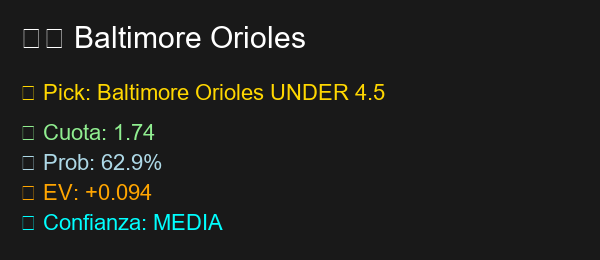 Baltimore Orioles
Pick: Baltimore Orioles UNDER 4.5
Cuota: 1.74
Prob: 62.9%
EV: +0.094
Confianza: MEDIA